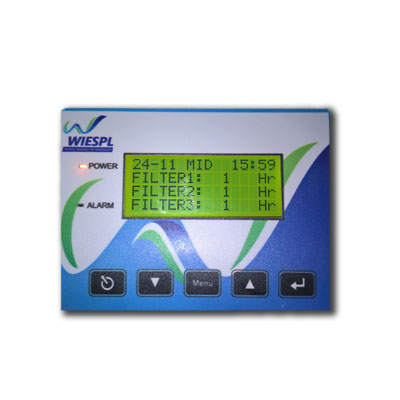 WIESPL
POWER
24-11 MID 15:59
FILTER1: 1 Hr
FILTER2: 1 Hr
ALARM
FILTER3: 1 Hr
Menu